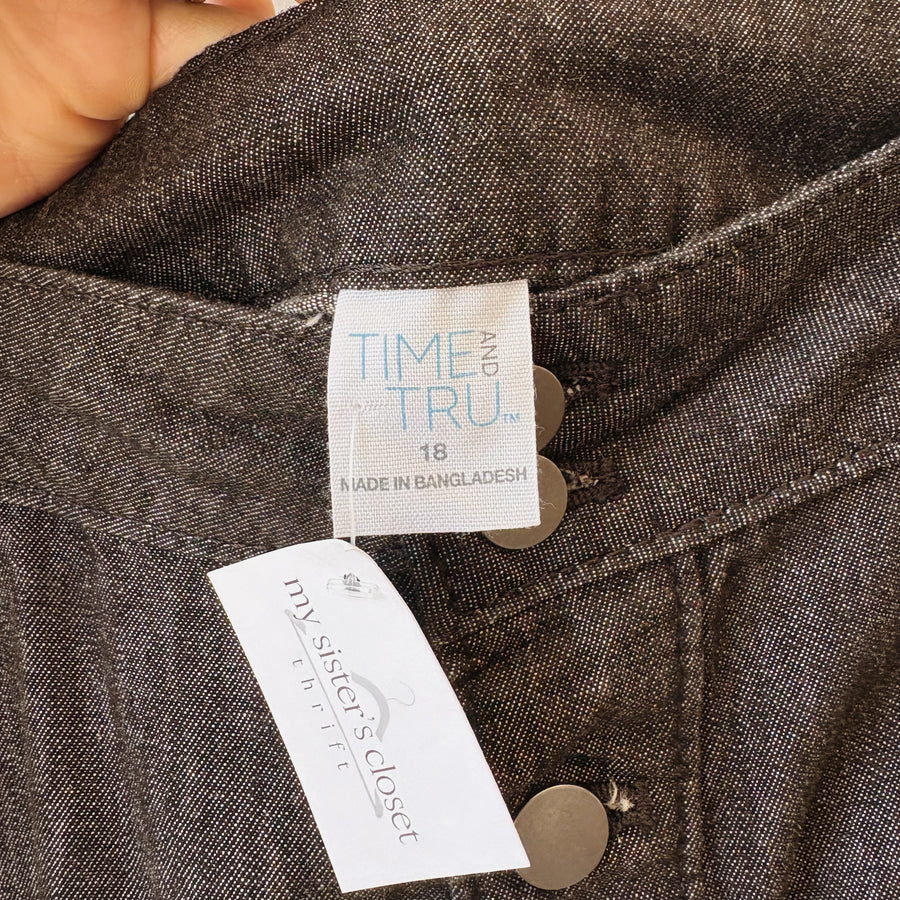 TIME AND
TRU™
18
MADE IN BANGLADESH
my sister's closet
thrift